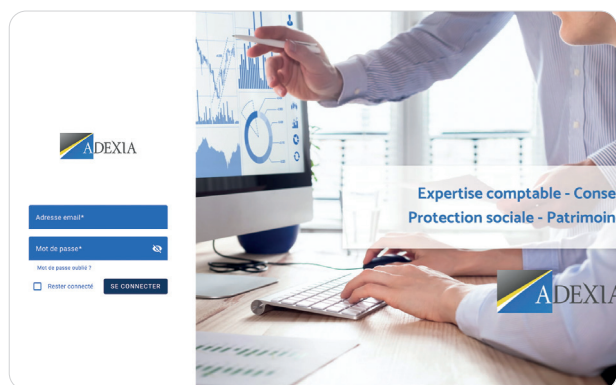 ADEXIA
Adresse email*
Mot de passe*
Mot de passe oublié ?
Rester connecté
SE CONNECTER
Expertise comptable - Conse
Protection sociale - Patrimoin
ADEXIA